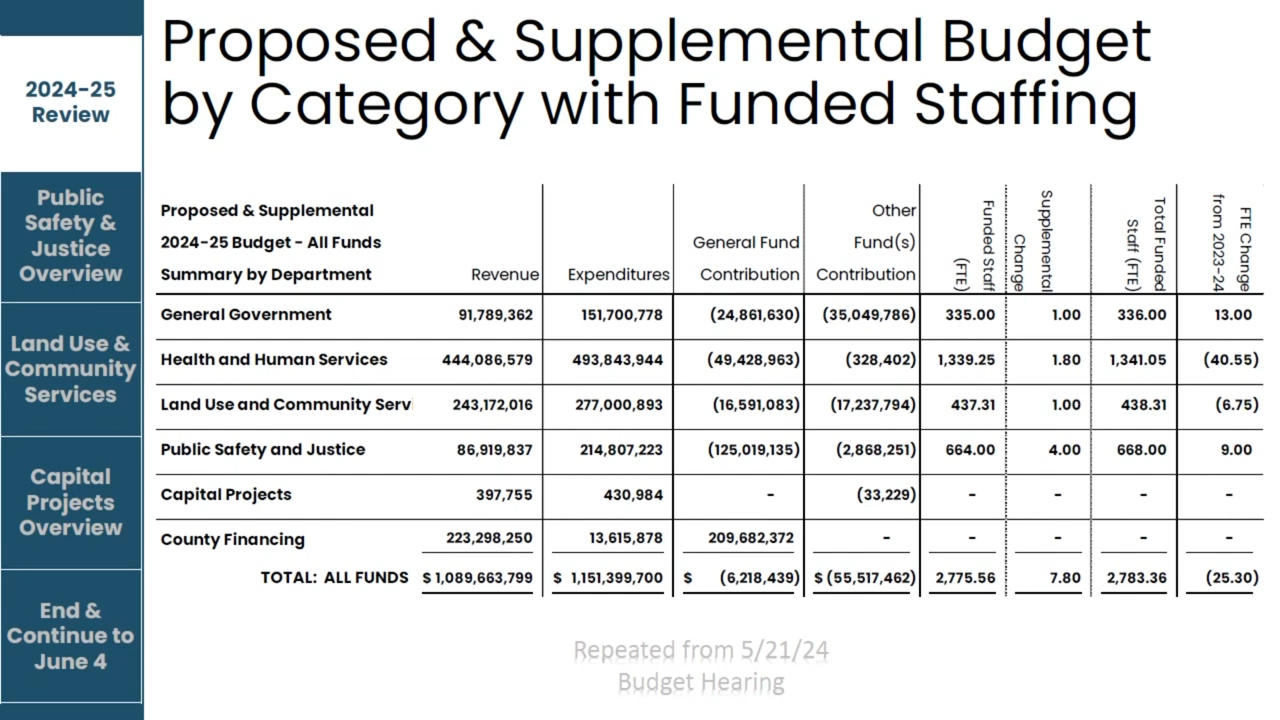 Proposed & Supplemental Budget
by Category with Funded Staffing
2024-25
Review
Public
Safety &
Justice
Overview
Land Use &
Community
Services
Capital
Projects
Overview
End &
Continue to
June 4
Proposed & Supplemental
2024-25 Budget - All Funds
Summary by Department
Revenue
Expenditures
General Fund
Contribution
Other
Fund(s)
Contribution
Funded Staff
(FTE)
Supplemental
Change
Total Funded
Staff (FTE)
FTE Change
from 2023-24
General Government 91,789,362 151,700,778 (24,861,630) (35,049,786) 335.00 1.00 336.00 13.00
Health and Human Services 444,086,579 493,843,944 (49,428,963) (328,402) 1,339.25 1.80 1,341.05 (40.55)
Land Use and Community Servi 243,172,016 277,000,893 (16,591,083) (17,237,794) 437.31 1.00 438.31 (6.75)
Public Safety and Justice 86,919,837 214,807,223 (125,019,135) (2,868,251) 664.00 4.00 668.00 9.00
Capital Projects 397,755 430,984 - (33,229) - - - -
County Financing 223,298,250 13,615,878 209,682,372 - - - - -
TOTAL: ALL FUNDS $ 1,089,663,799 $ 1,151,399,700 $ (6,218,439) $ (55,517,462) 2,775.56 7.80 2,783.36 (25.30)
Repeated from 5/21/24
Budget Hearing